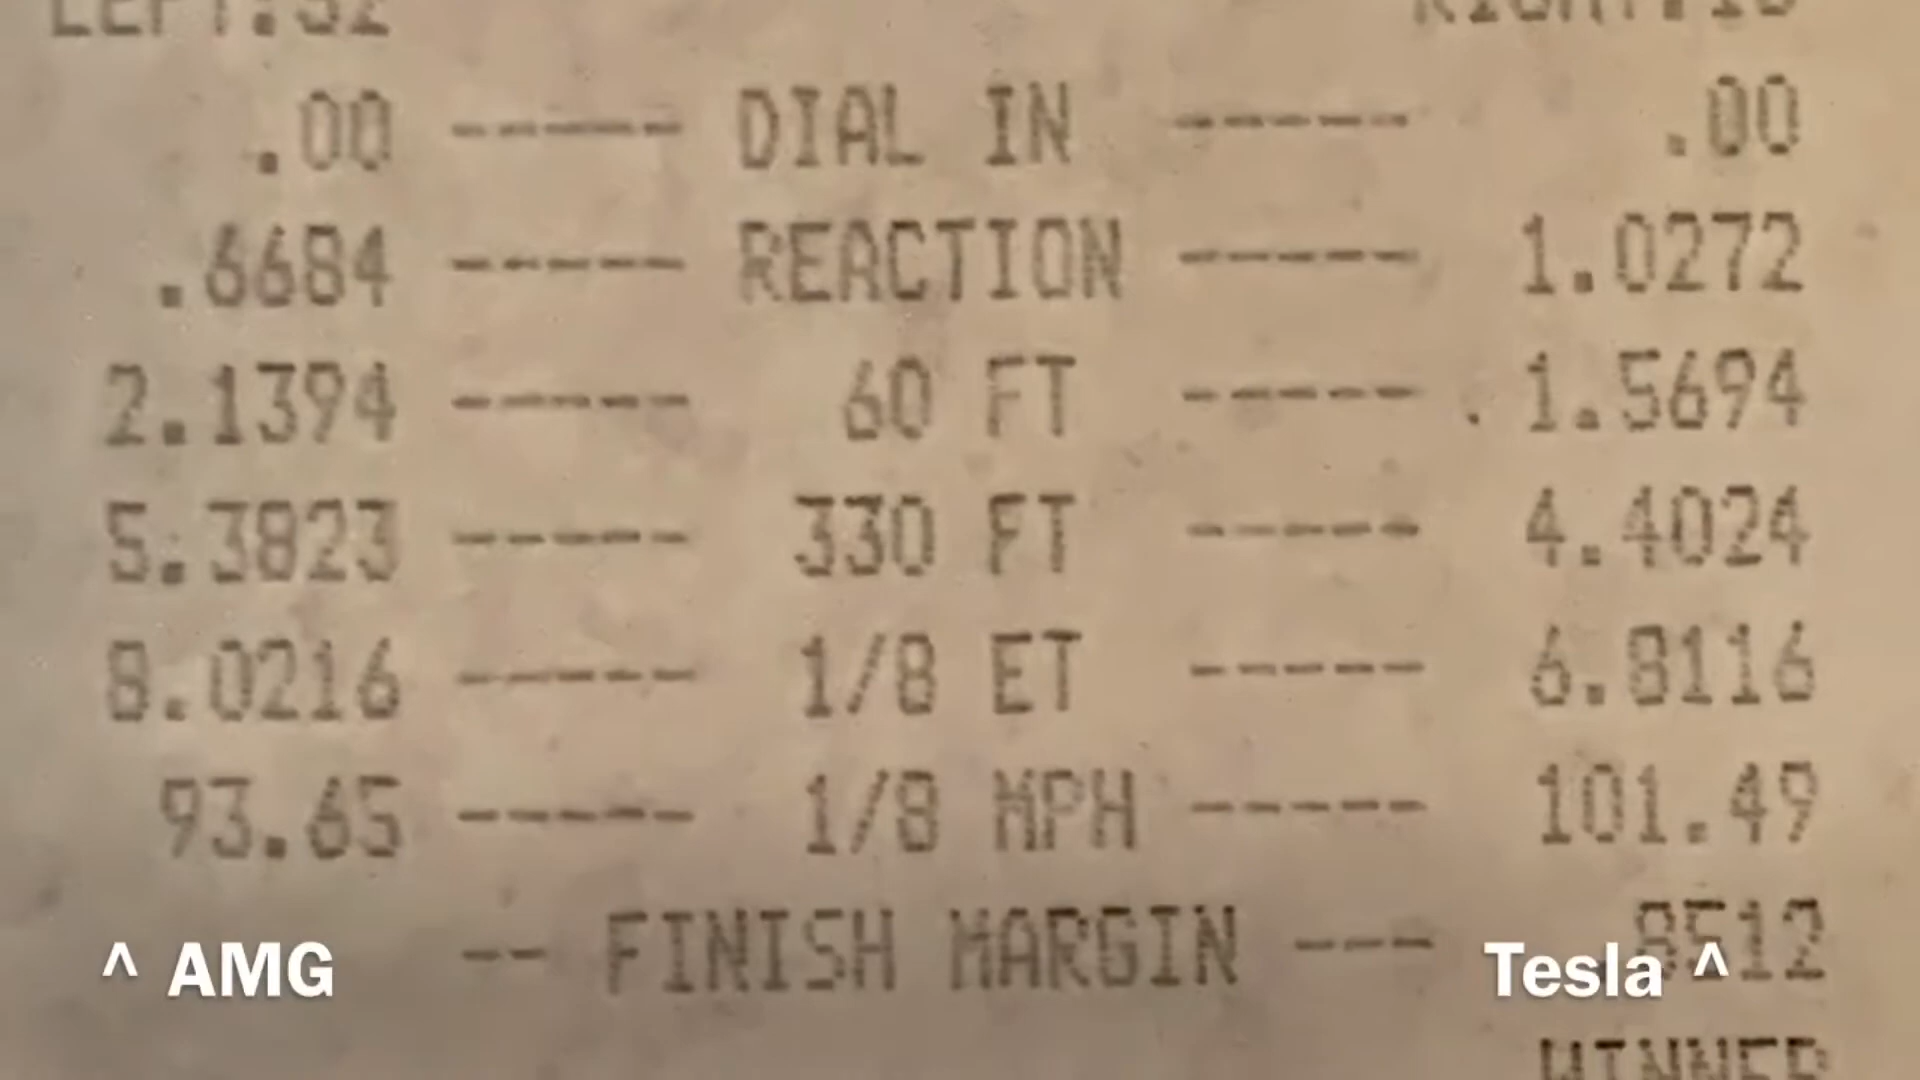 .00 ----- DIAL IN ----- .00
.6684 ----- REACTION ----- 1.0272
2.1394 ----- 60 FT ----- 1.5694
5.3823 ----- 330 FT ----- 4.4024
8.0216 ----- 1/8 ET ----- 6.8116
93.65 ----- 1/8 MPH ----- 101.49
-- FINISH MARGIN ---
^ AMG Tesla ^
WINNER